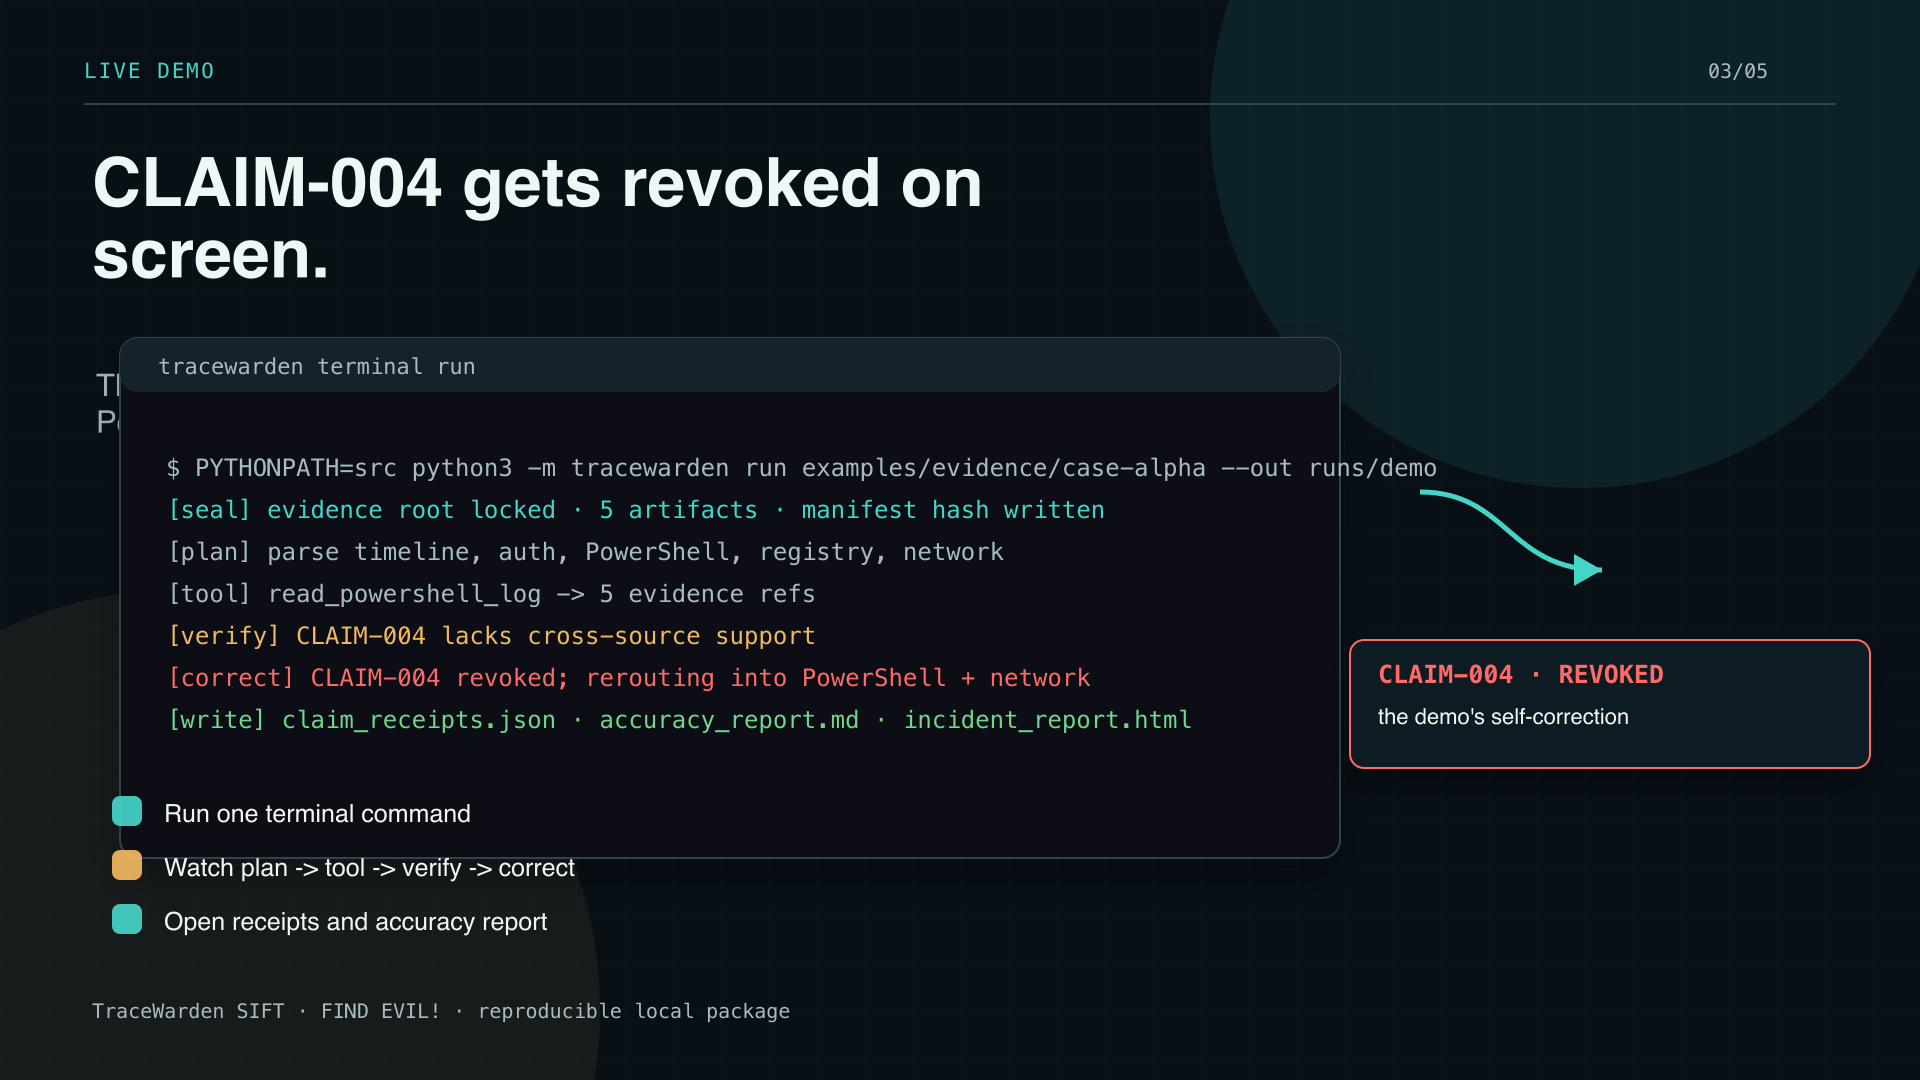 LIVE DEMO
03/05
CLAIM-004 gets revoked on
screen.
tracewarden terminal run
$ PYTHONPATH=src python3 -m tracewarden run examples/evidence/case-alpha --out runs/demo
[seal] evidence root locked · 5 artifacts · manifest hash written
[plan] parse timeline, auth, PowerShell, registry, network
[tool] read_powershell_log -> 5 evidence refs
[verify] CLAIM-004 lacks cross-source support
[correct] CLAIM-004 revoked; rerouting into PowerShell + network
[write] claim_receipts.json · accuracy_report.md · incident_report.html
CLAIM-004 · REVOKED
the demo's self-correction
Run one terminal command
Watch plan -> tool -> verify -> correct
Open receipts and accuracy report
TraceWarden SIFT · FIND EVIL! · reproducible local package